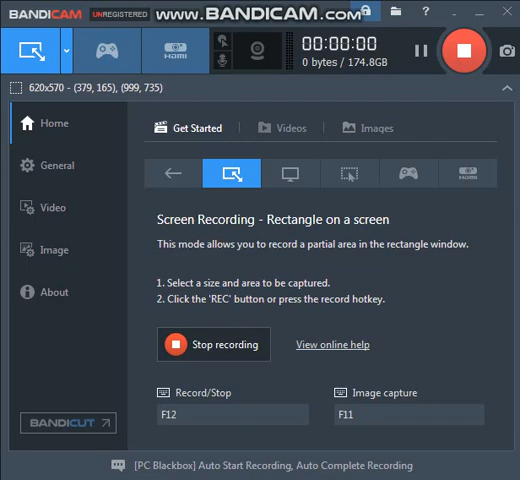 BANDICAM UNREGISTERED www.BANDICAM.com ?
HDMI
00:00:00
0 bytes / 174.8GB
620x570 - (379, 165), (999, 735)
Home
General
Video
Image
About
BANDICUT
Get Started
Videos
Images
HDMI
Screen Recording - Rectangle on a screen
This mode allows you to record a partial area in the rectangle window.
1. Select a size and area to be captured.
2. Click the 'REC' button or press the record hotkey.
Stop recording
View online help
Record/Stop
Image capture
F12
F11
[PC Blackbox] Auto Start Recording, Auto Complete Recording